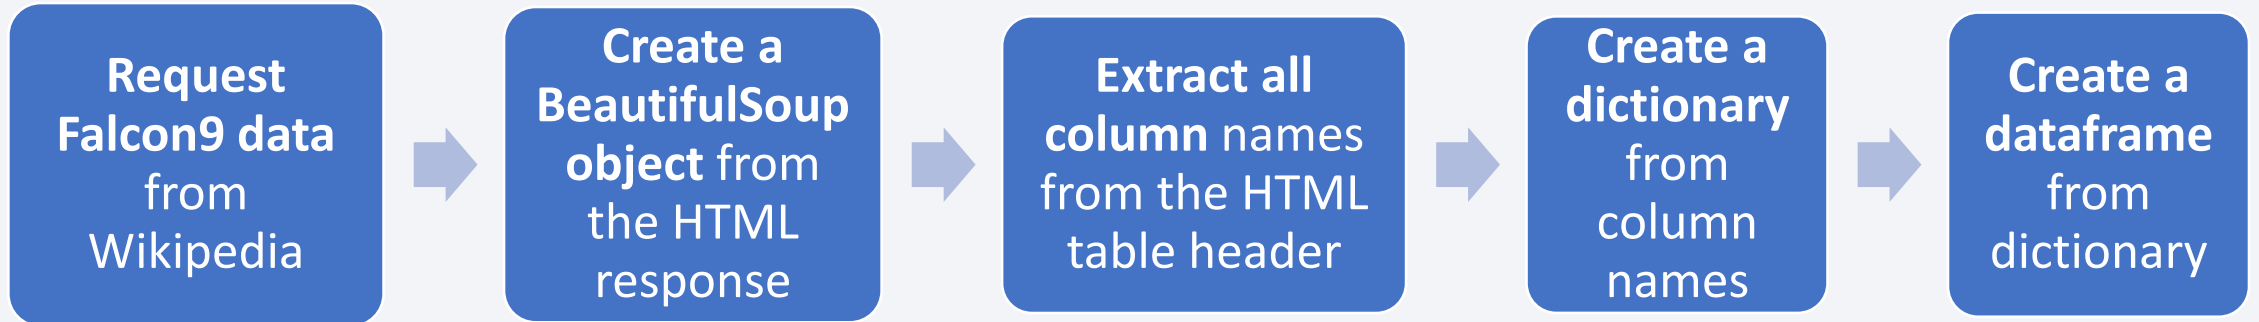 Request
Falcon9 data
from
Wikipedia
Create a
BeautifulSoup
object from
the HTML
response
Extract all
column names
from the HTML
table header
Create a
dictionary
from
column
names
Create a
dataframe
from
dictionary